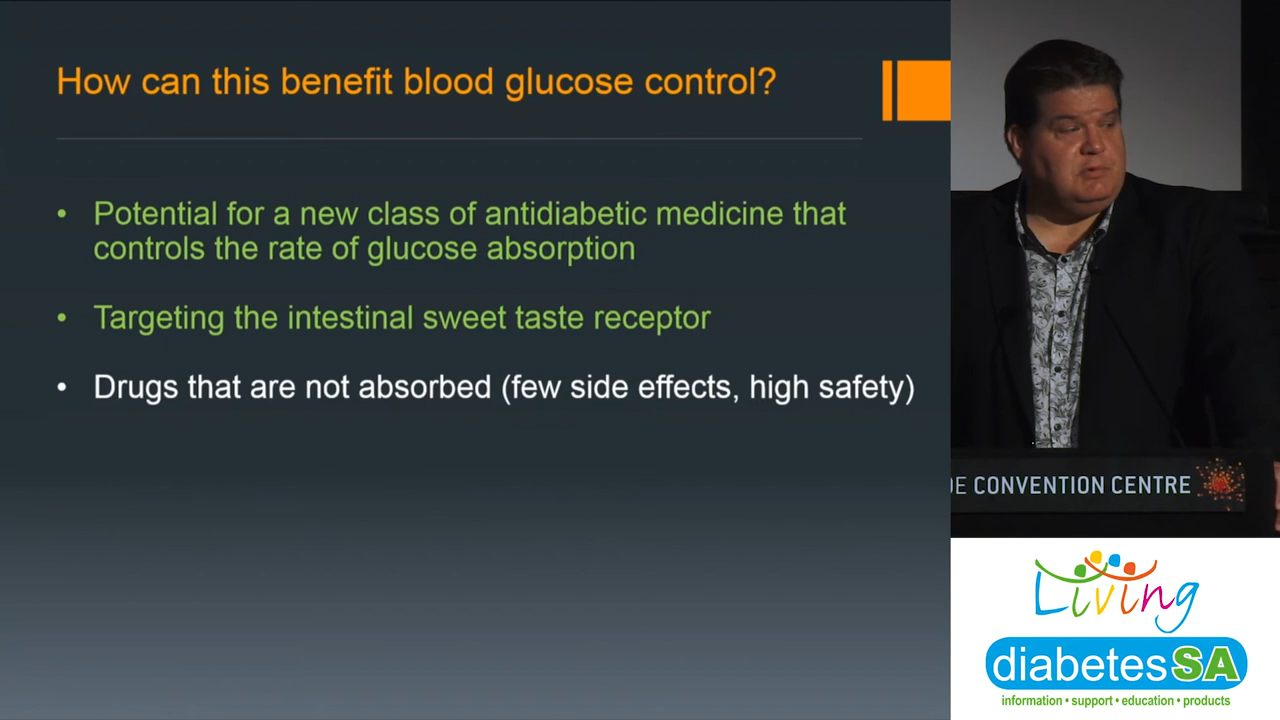 How can this benefit blood glucose control?
• Potential for a new class of antidiabetic medicine that
controls the rate of glucose absorption
• Targeting the intestinal sweet taste receptor
• Drugs that are not absorbed (few side effects, high safety)
DE CONVENTION CENTRE
Living
diabetesSA
information • support • education • products